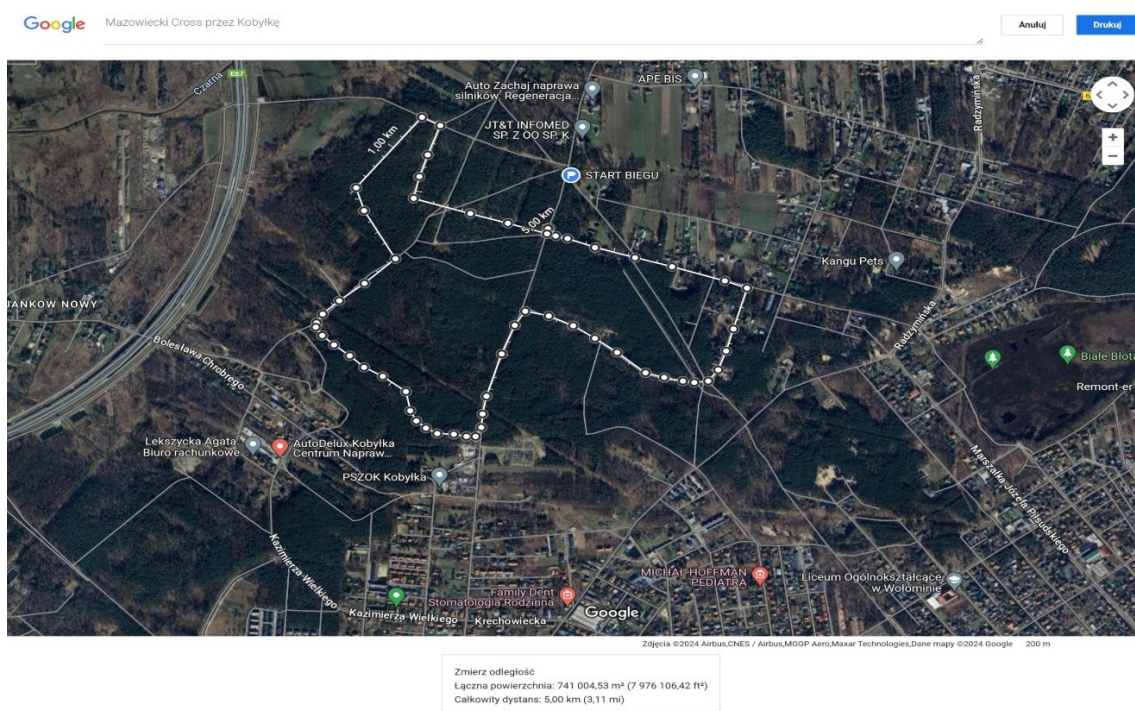 Google
Mazowiecki Cross przez Kobyłkę
Anuluj
Drukuj
Czarna
E67
1,00 km
Auto Zachaj naprawa
silników. Regeneracja...
APE BIS
JT&T INFOMED
SP. Z OO SP. K
START BIEGU
Radzymińska
5,00 km
Kangu Pets
JANKOW NOWY
Bolesława Chrobrego
Radzymińska
Białe Błota
Remont-er
Lekszycka Agata.
Biuro rachunkowe
AutoDelux Kobyłka
Centrum Napraw...
PSZOK Kobyłka
Marszałka Józefa Piłsudskiego
Kazimierza Wielkiego
MICHAŁ HOFFMAN
PEDIATRA
Liceum Ogólnokształcące
w Wołominie
Family Dent
Stomatologia Rodzinna
Kazimierza Wielkiego
Krechowiecka
Google
Zdjęcia ©2024 Airbus,CNES / Airbus,MGGP Aero,Maxar Technologies,Dane mapy ©2024 Google 200 m
Zmierz odległość
Łączna powierzchnia: 741 004,53 m² (7 976 106,42 ft²)
Całkowity dystans: 5,00 km (3,11 mi)